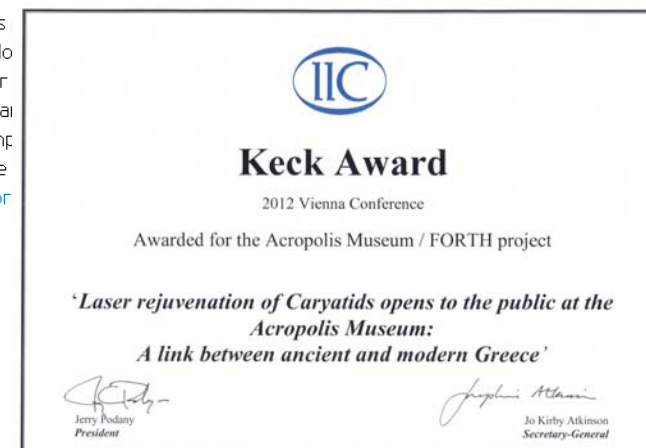 IIC
Keck Award
2012 Vienna Conference
Awarded for the Acropolis Museum / FORTH project
‘Laser rejuvenation of Caryatids opens to the public at the
Acropolis Museum:
A link between ancient and modern Greece’
Jerry Podany
President
Jo Kirby Atkinson
Secretary-General